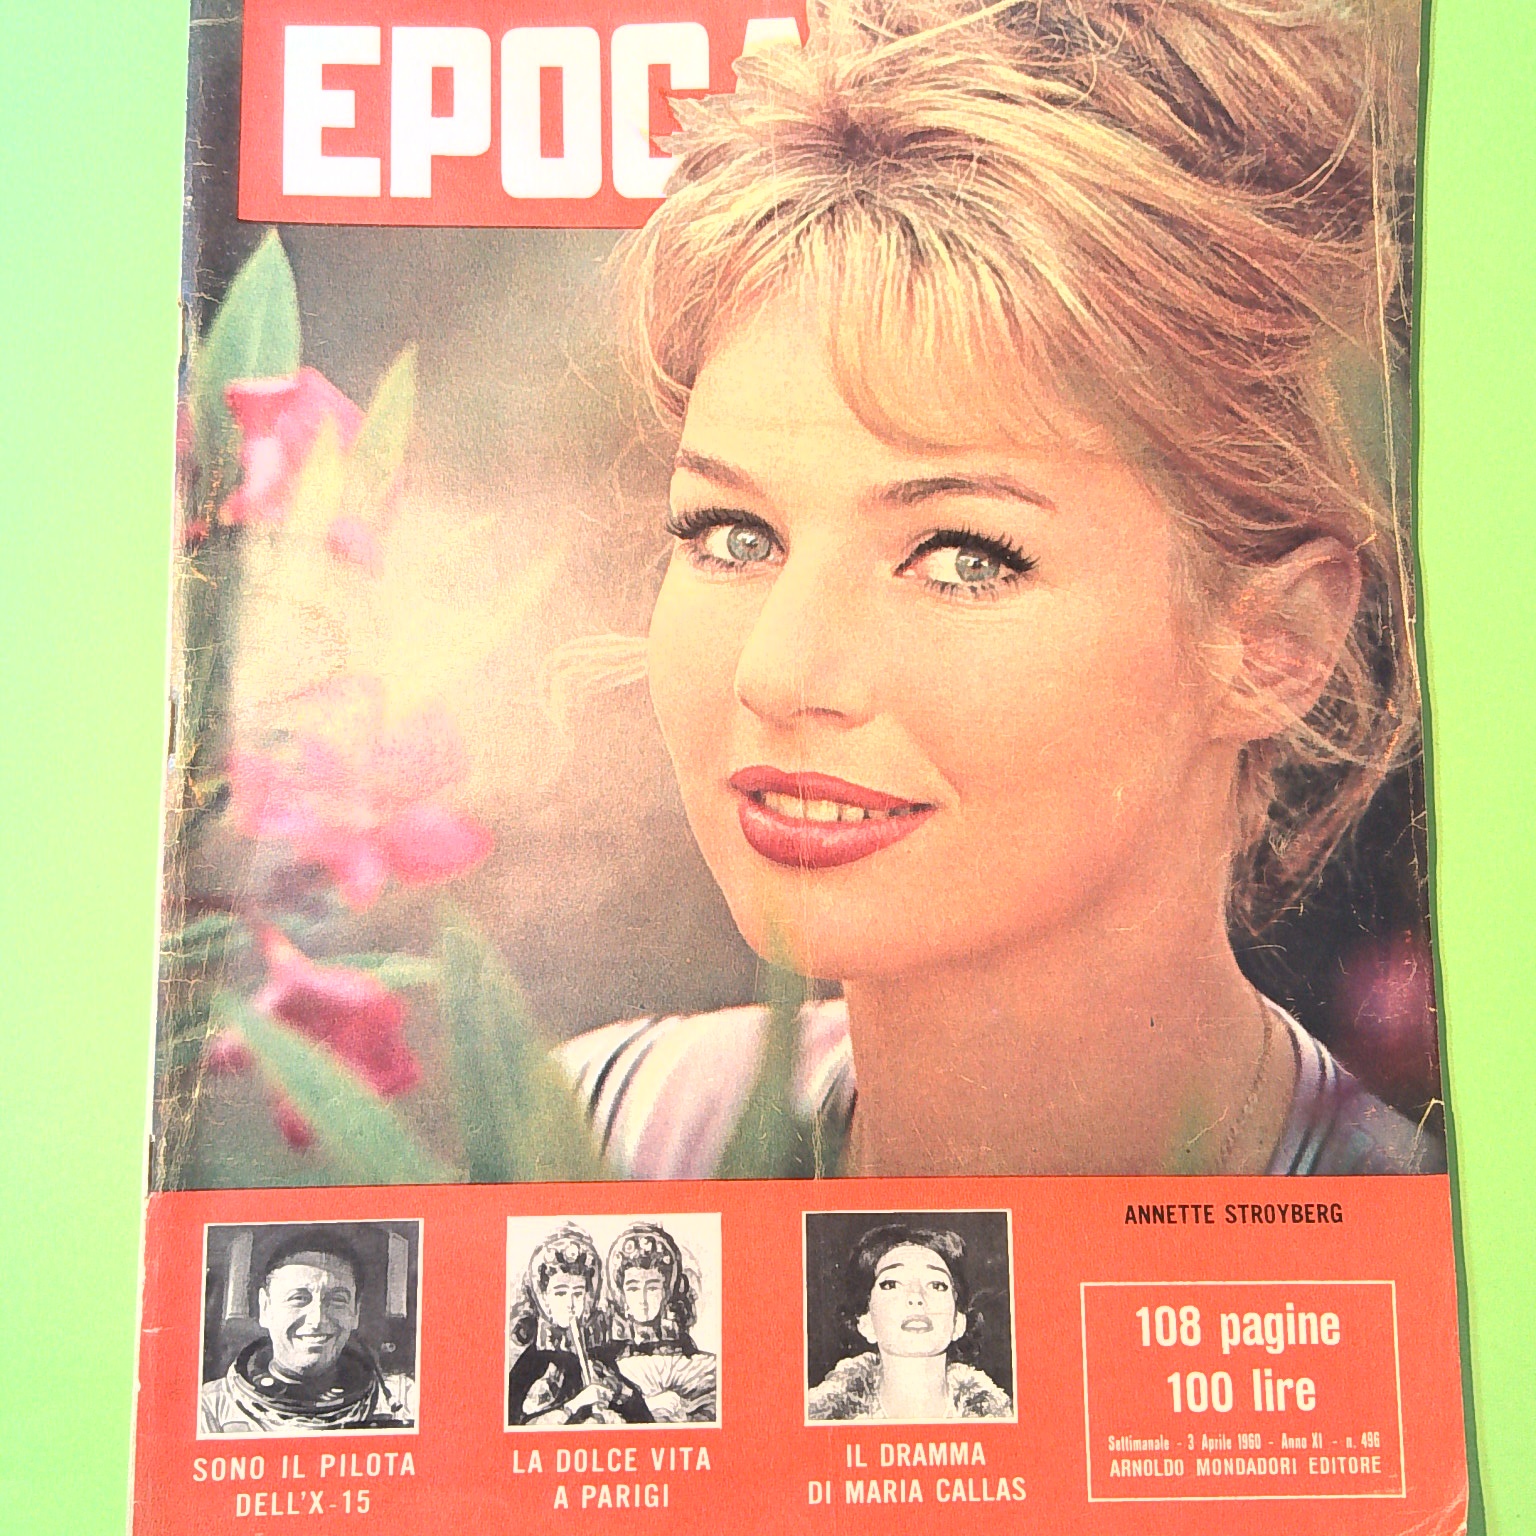 EPOCA
ANNETTE STROYBERG
SONO IL PILOTA
DELL'X-15
LA DOLCE VITA
A PARIGI
IL DRAMMA
DI MARIA CALLAS
108 pagine
100 lire
Settimanale - 3 Aprile 1960 - Anno XI - n. 496
ARNOLDO MONDADORI EDITORE